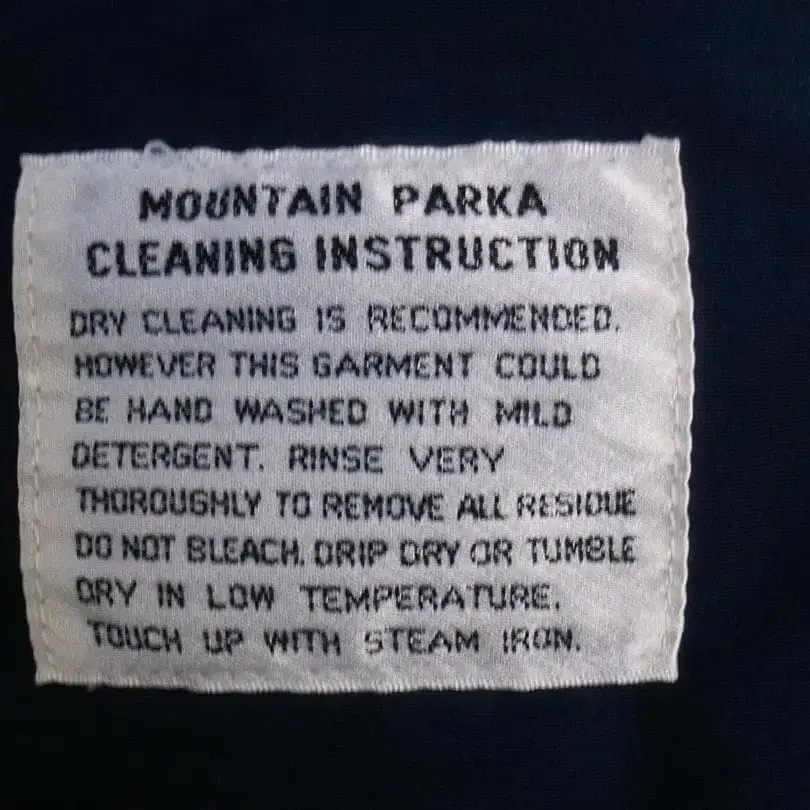 MOUNTAIN PARKA
CLEANING INSTRUCTION
DRY CLEANING IS RECOMMENDED.
HOWEVER THIS GARMENT COULD
BE HAND WASHED WITH MILD
DETERGENT. RINSE VERY
THOROUGHLY TO REMOVE ALL RESIDUE
DO NOT BLEACH. DRIP DRY OR TUMBLE
DRY IN LOW TEMPERATURE.
TOUCH UP WITH STEAM IRON.